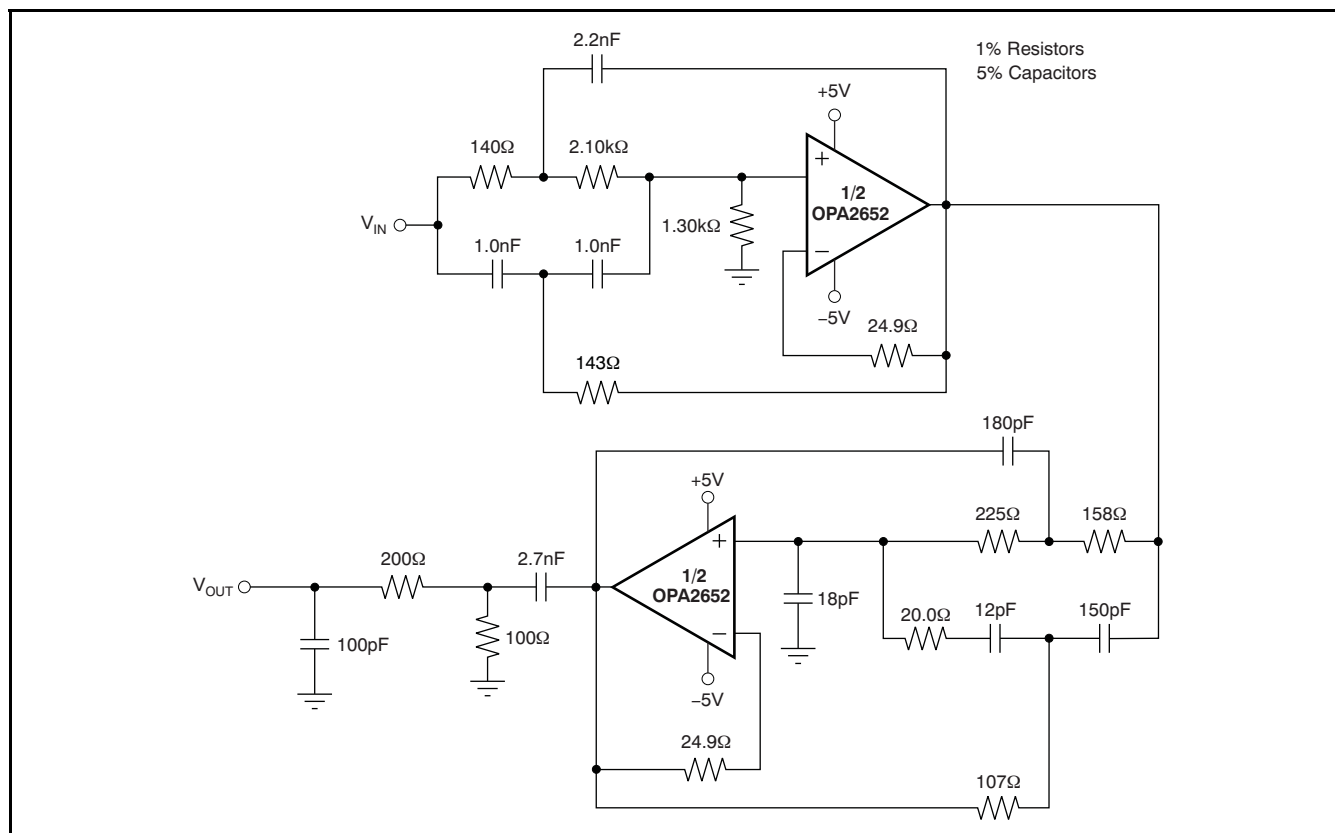 2.2nF
1% Resistors
5% Capacitors
+5V
140Ω
2.10kΩ
+
1/2
OPA2652
−
1.30kΩ
V_IN
1.0nF
1.0nF
−5V
24.9Ω
143Ω
180pF
+5V
225Ω
158Ω
+
1/2
OPA2652
−
200Ω
2.7nF
V_OUT
18pF
20.0Ω
12pF
150pF
100pF
100Ω
−5V
24.9Ω
107Ω